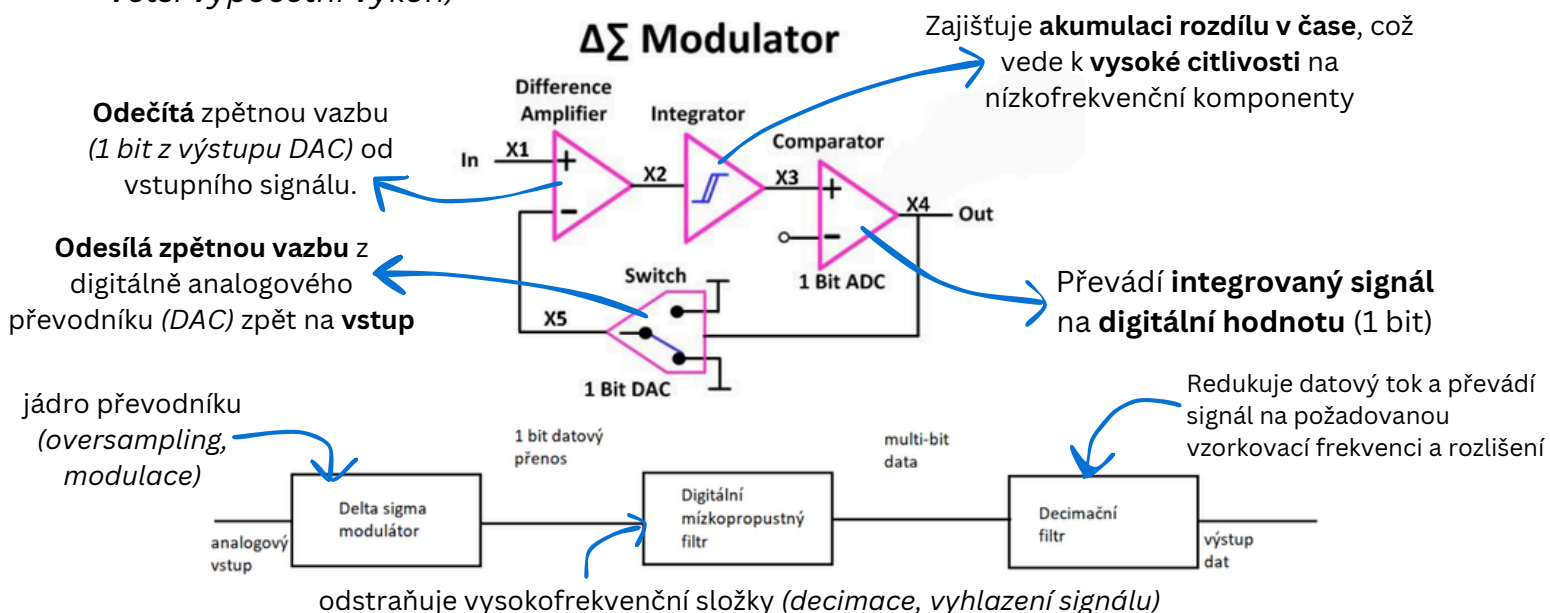 větší výpočetní výkon)
Δ∑ Modulator
Zajišťuje akumulaci rozdílu v čase, což
vede k vysoké citlivosti na
nízkofrekvenční komponenty
Odečítá zpětnou vazbu
(1 bit z výstupu DAC) od
vstupního signálu.
Difference
Amplifier
Integrator
Comparator
In
X1
+
−
X2
X3
+
−
X4
Out
1 Bit ADC
Odesílá zpětnou vazbu z
digitálně analogového
převodníku (DAC) zpět na vstup
Switch
X5
1 Bit DAC
Převádí integrovaný signál
na digitální hodnotu (1 bit)
jádro převodníku
(oversampling,
modulace)
1 bit datový
přenos
multi-bit
data
Redukuje datový tok a převádí
signál na požadovanou
vzorkovací frekvenci a rozlišení
analogový
vstup
Delta sigma
modulátor
Digitální
mízkopropustný
filtr
Decimační
filtr
výstup
dat
odstraňuje vysokofrekvenční složky (decimace, vyhlazení signálu)